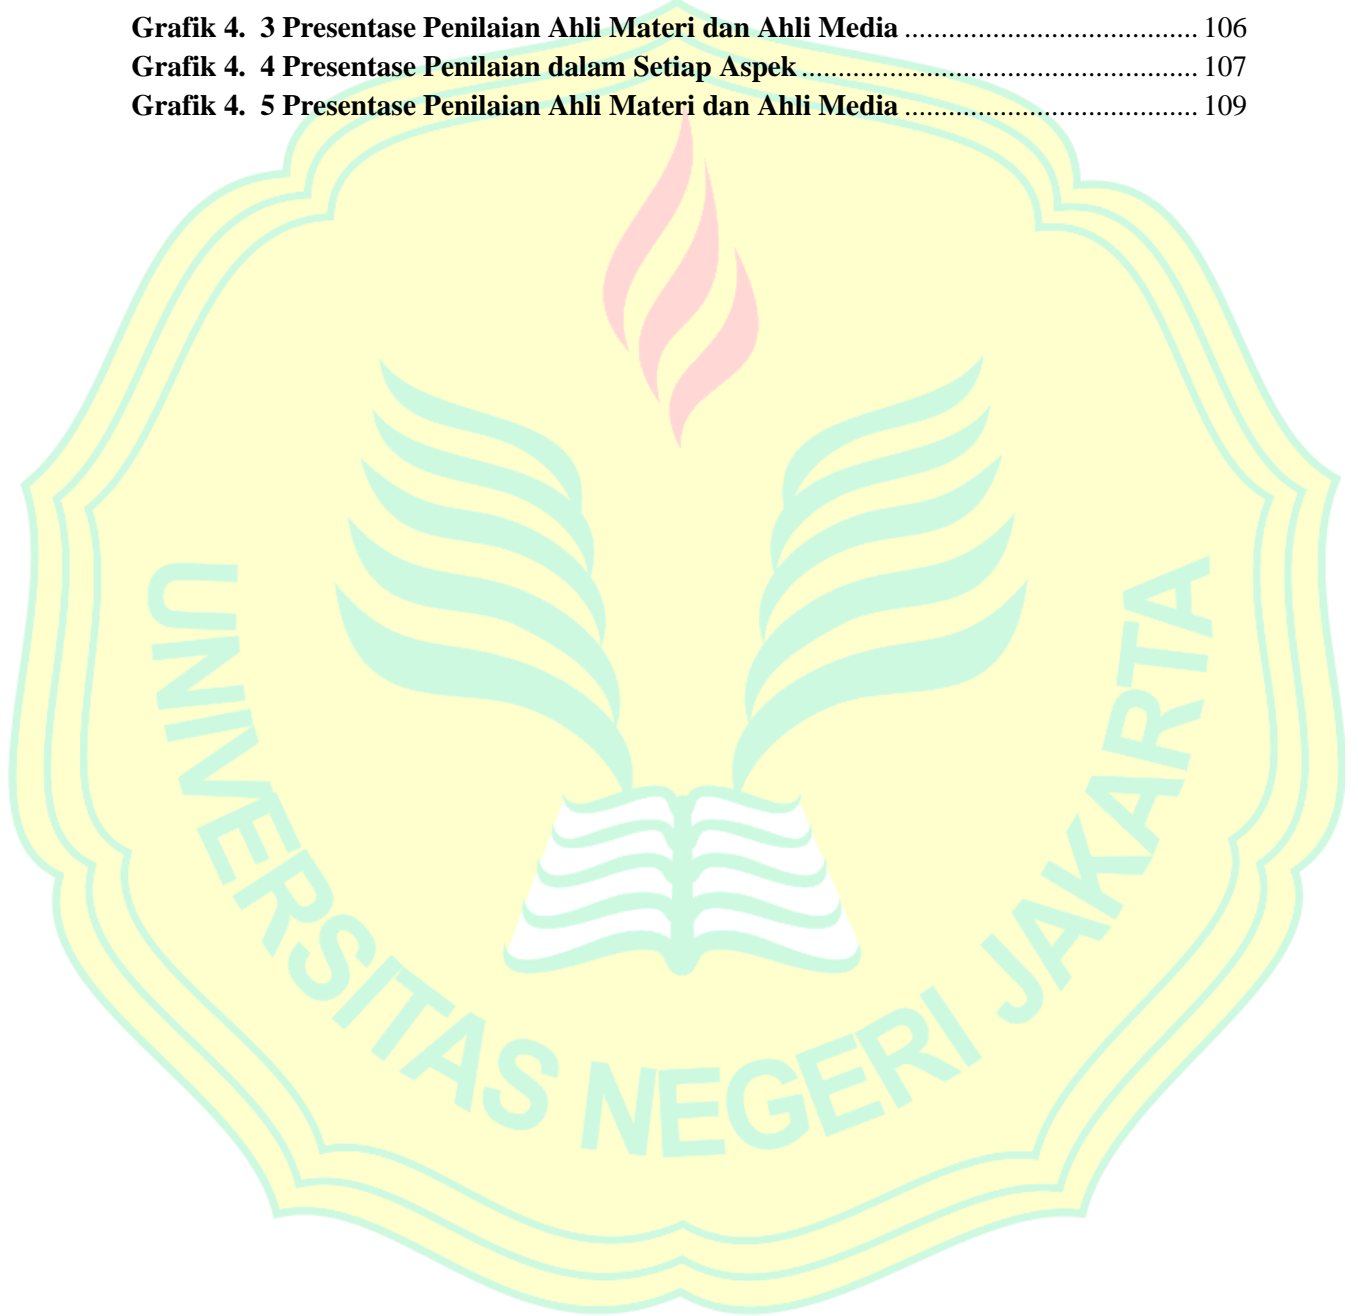 Grafik 4.  3 Presentase Penilaian Ahli Materi dan Ahli Media ..................................... 106
Grafik 4.  4 Presentase Penilaian dalam Setiap Aspek .................................................. 107
Grafik 4.  5 Presentase Penilaian Ahli Materi dan Ahli Media ..................................... 109
UNIVERSITAS NEGERI JAKARTA